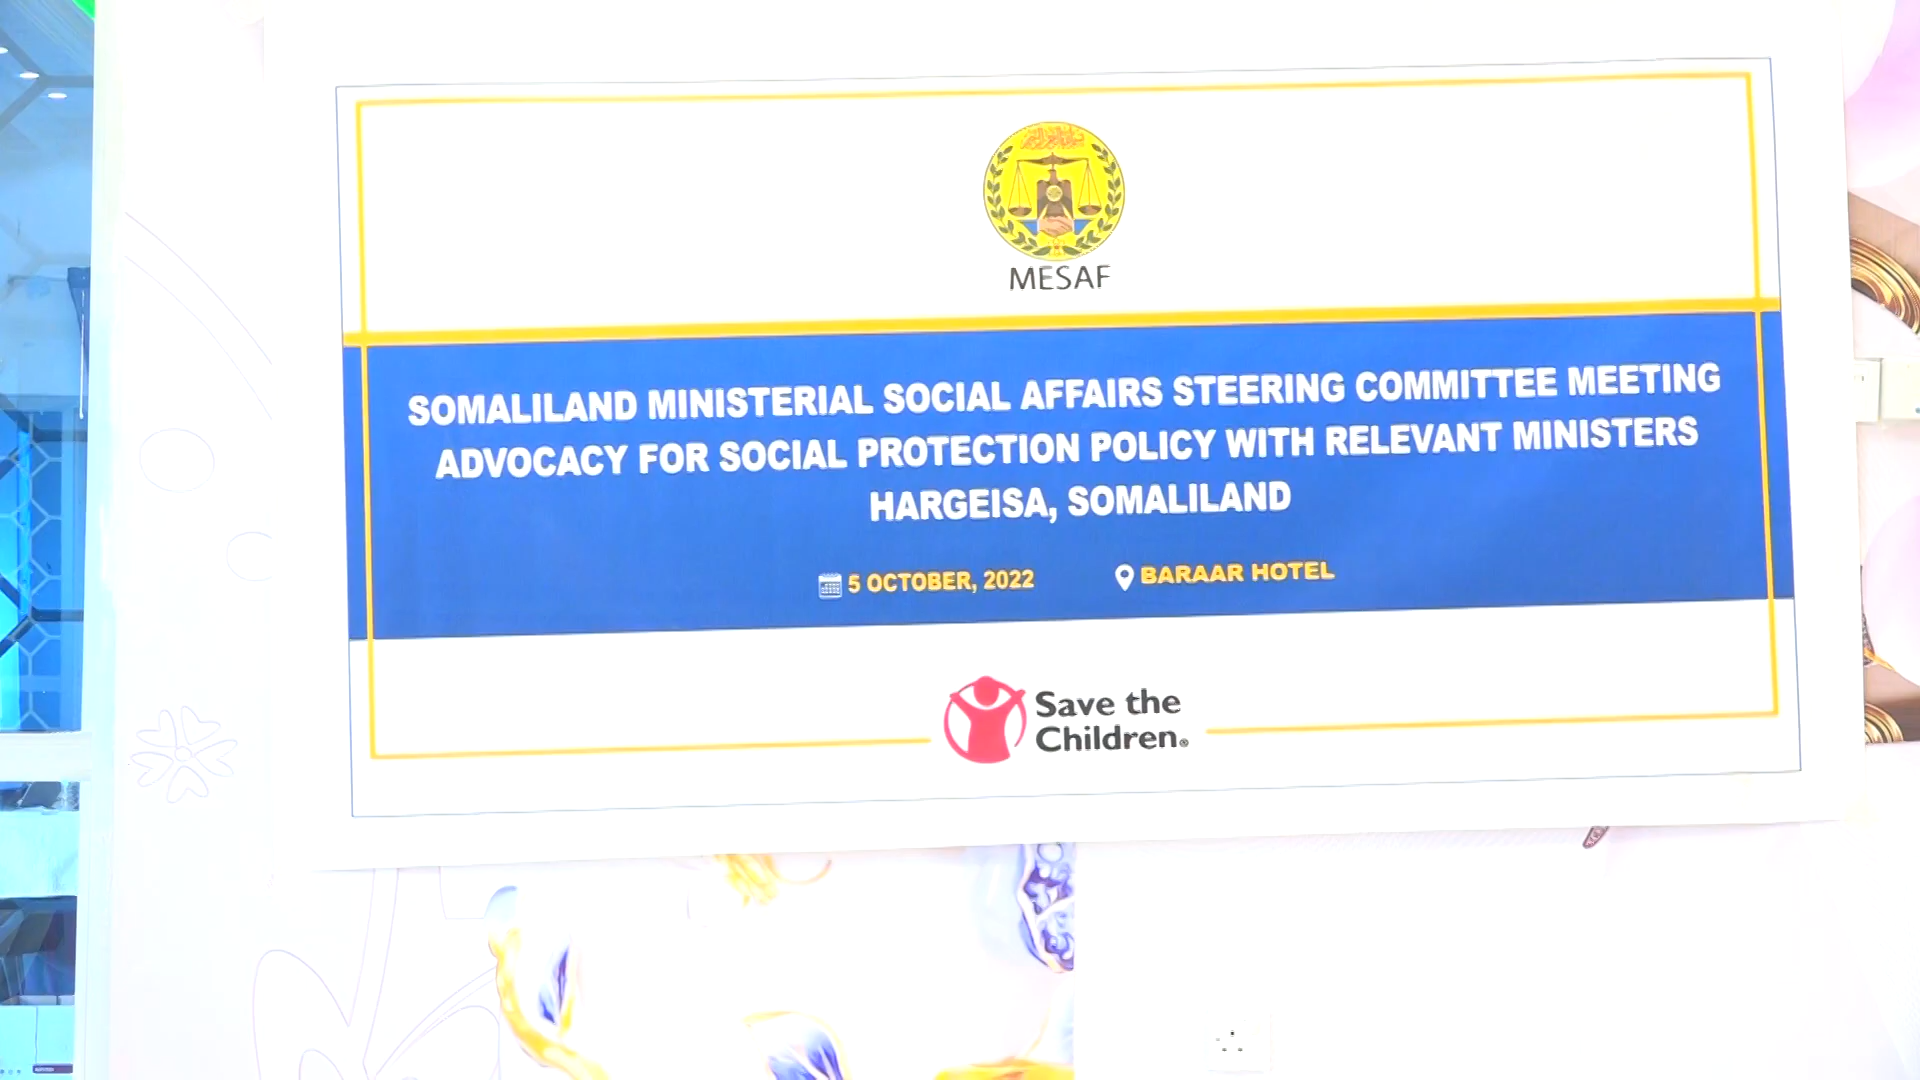 MESAF
SOMALILAND MINISTERIAL SOCIAL AFFAIRS STEERING COMMITTEE MEETING
ADVOCACY FOR SOCIAL PROTECTION POLICY WITH RELEVANT MINISTERS
HARGEISA, SOMALILAND
5 OCTOBER, 2022
BARAAR HOTEL
Save the
Children®